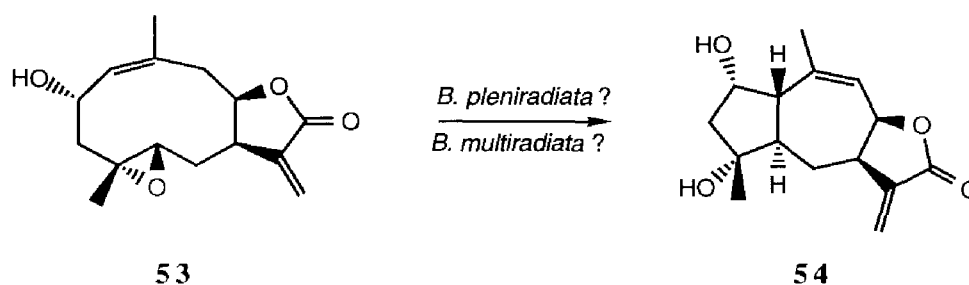 HO
O
O
O
53
B. pleniradiata ?
B. multiradiata ?
HO
H
O
O
HO
H
54